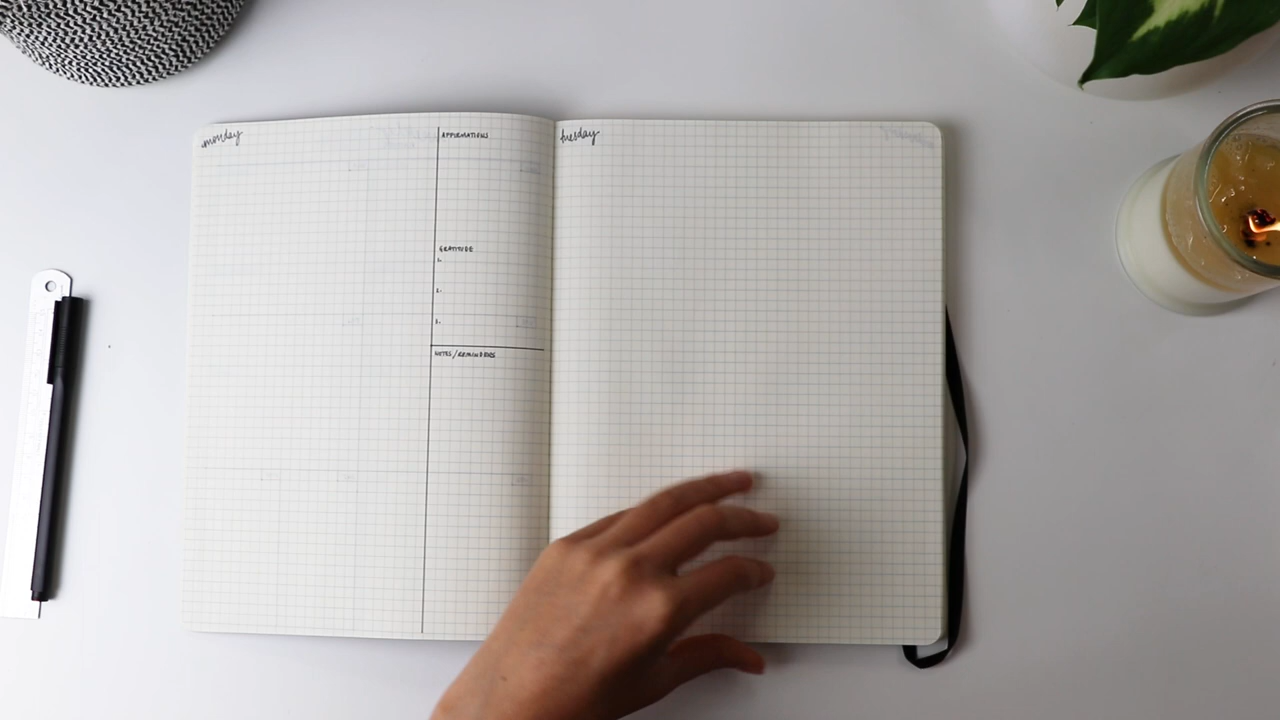 monday
AFFIRMATIONS
GRATITUDE
1.
2.
3.
NOTES/REMINDERS
tuesday